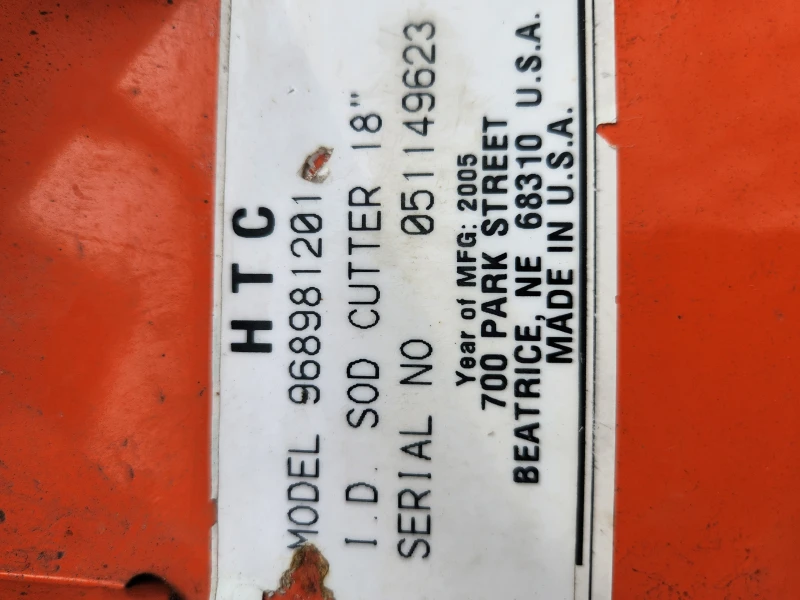 H T C
MODEL 968981201
I.D. SOD CUTTER 18"
SERIAL NO 051149623
Year of MFG: 2005
700 PARK STREET
BEATRICE, NE 68310 U.S.A.
MADE IN U.S.A.